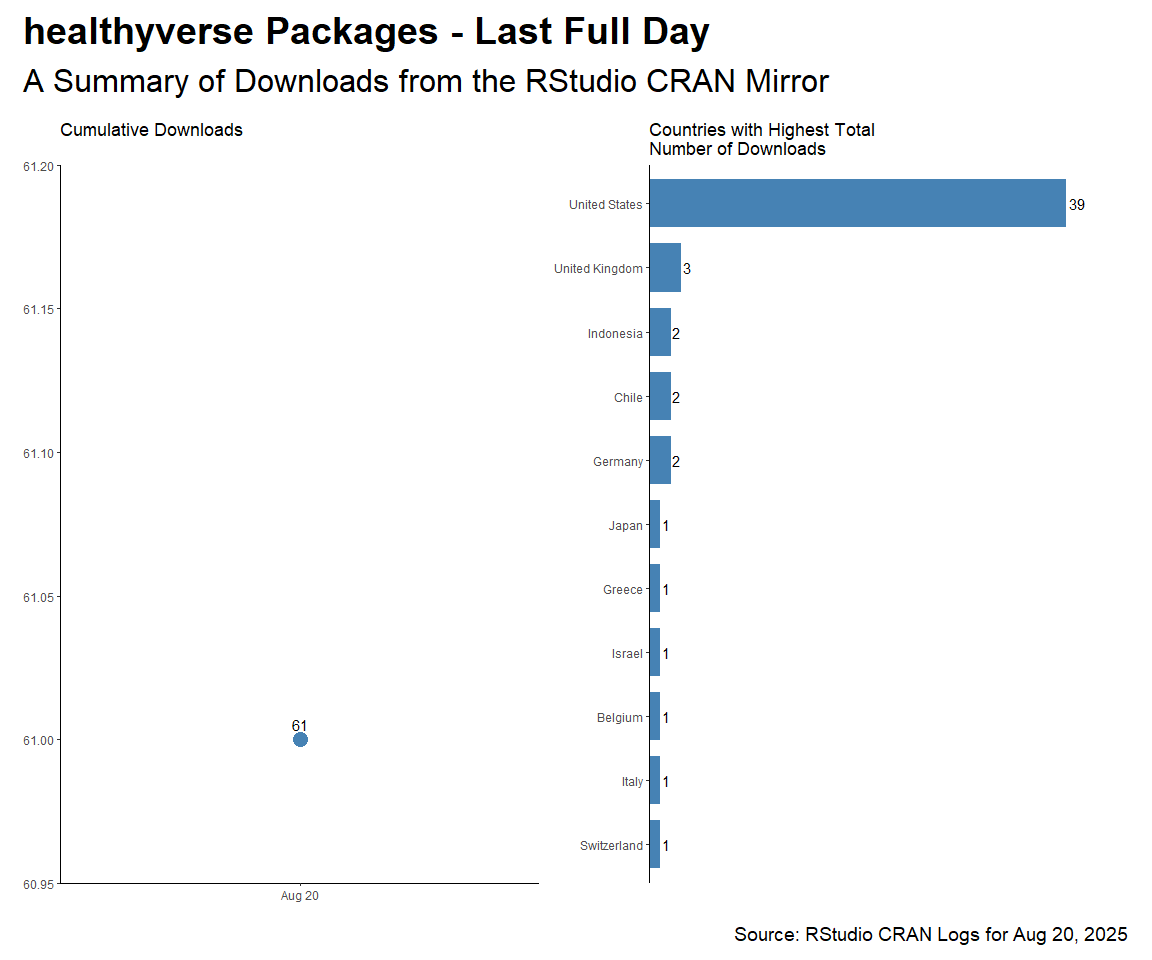 healthyverse Packages - Last Full Day
A Summary of Downloads from the RStudio CRAN Mirror
Cumulative Downloads
61.20
61.15
61.10
61.05
61.00
60.95
61
Aug 20
Countries with Highest Total
Number of Downloads
United States 39
United Kingdom 3
Indonesia 2
Chile 2
Germany 2
Japan 1
Greece 1
Israel 1
Belgium 1
Italy 1
Switzerland 1
Source: RStudio CRAN Logs for Aug 20, 2025